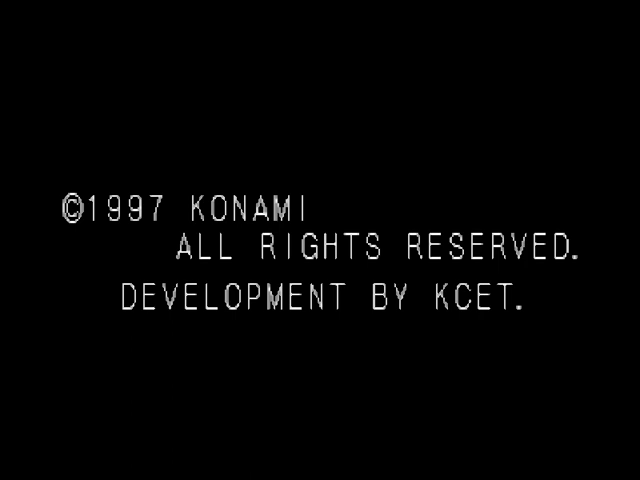 ©1997 KONAMI
ALL RIGHTS RESERVED.
DEVELOPMENT BY KCET.